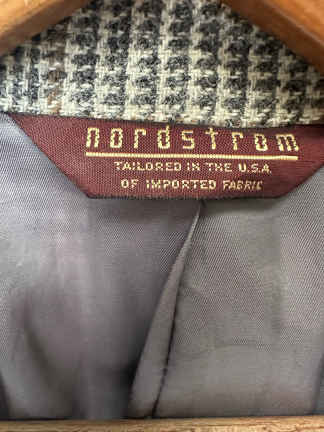 nordstrom
TAILORED IN THE U.S.A.
OF IMPORTED FABRIC